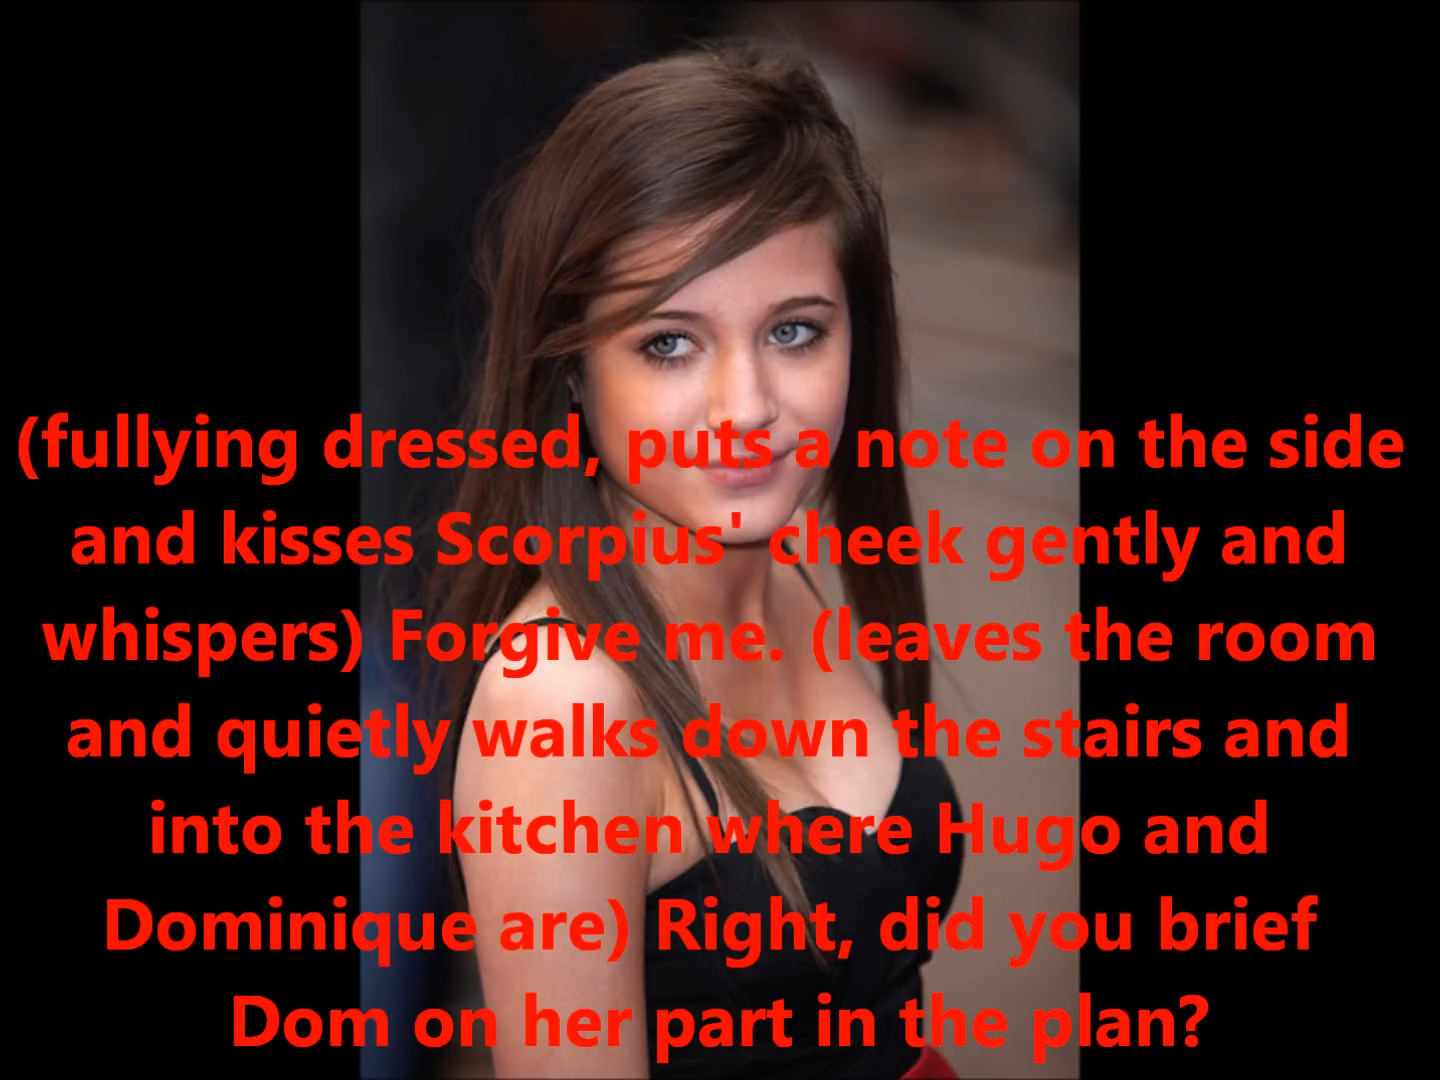 (fullying dressed, puts a note on the side
and kisses Scorpius' cheek gently and
whispers) Forgive me. (leaves the room
and quietly walks down the stairs and
into the kitchen where Hugo and
Dominique are) Right, did you brief
Dom on her part in the plan?